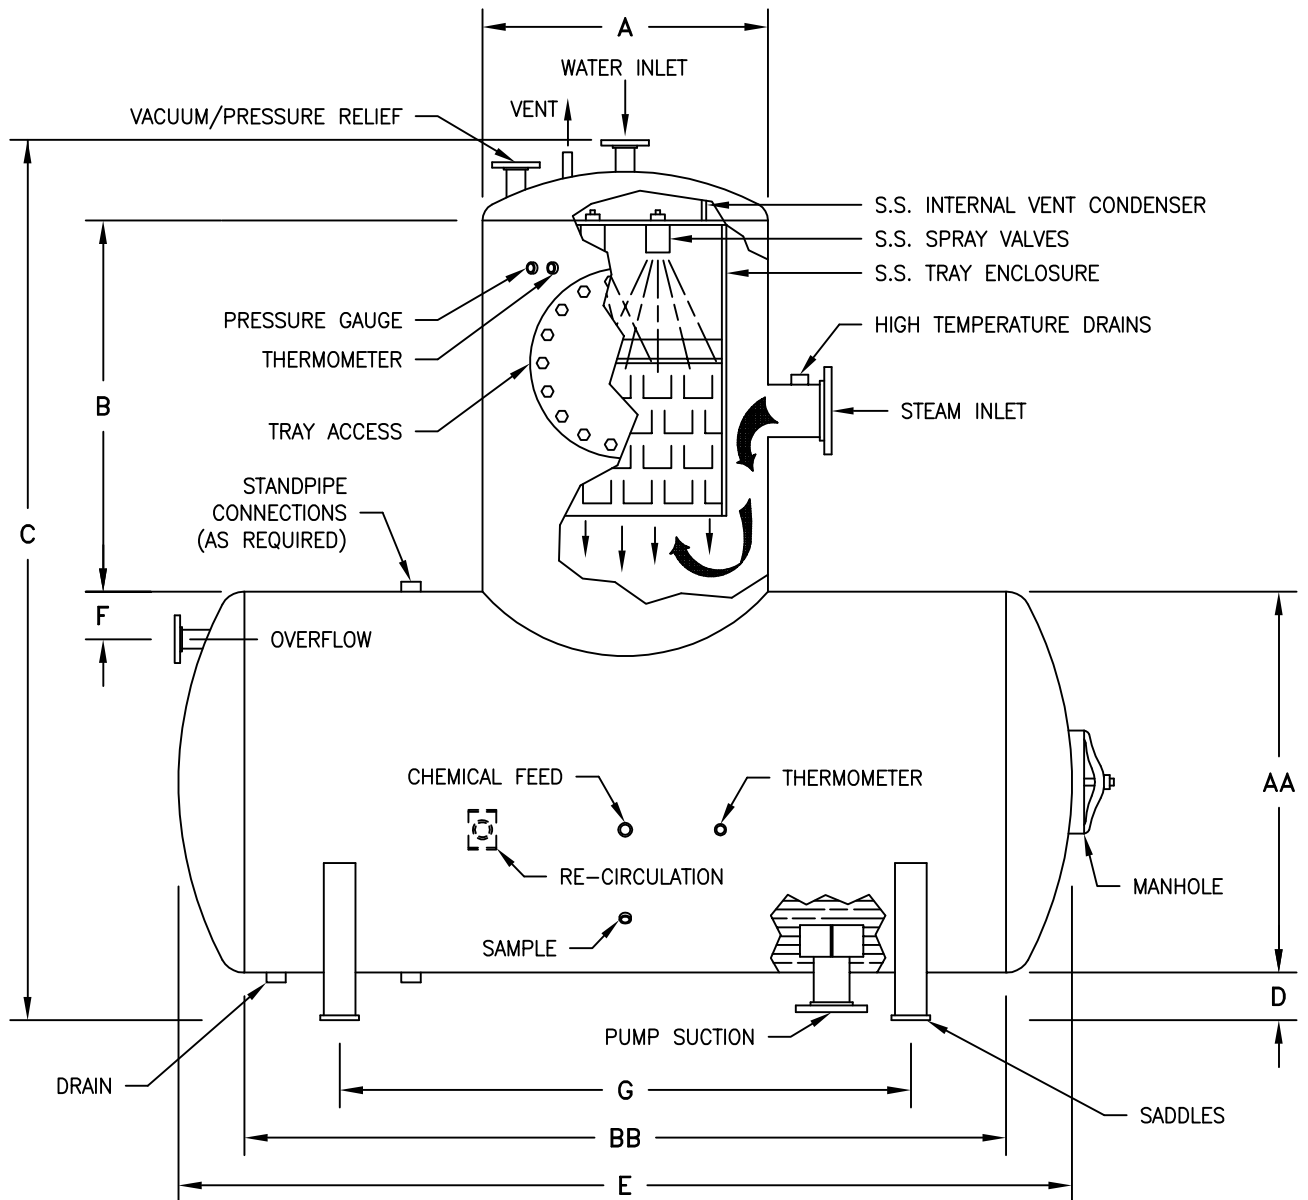 A
WATER INLET
VENT
VACUUM/PRESSURE RELIEF
S.S. INTERNAL VENT CONDENSER
S.S. SPRAY VALVES
S.S. TRAY ENCLOSURE
PRESSURE GAUGE
HIGH TEMPERATURE DRAINS
THERMOMETER
B
STEAM INLET
TRAY ACCESS
STANDPIPE
CONNECTIONS
(AS REQUIRED)
C
F
OVERFLOW
CHEMICAL FEED
THERMOMETER
AA
RE-CIRCULATION
MANHOLE
SAMPLE
D
PUMP SUCTION
DRAIN
G
SADDLES
BB
E